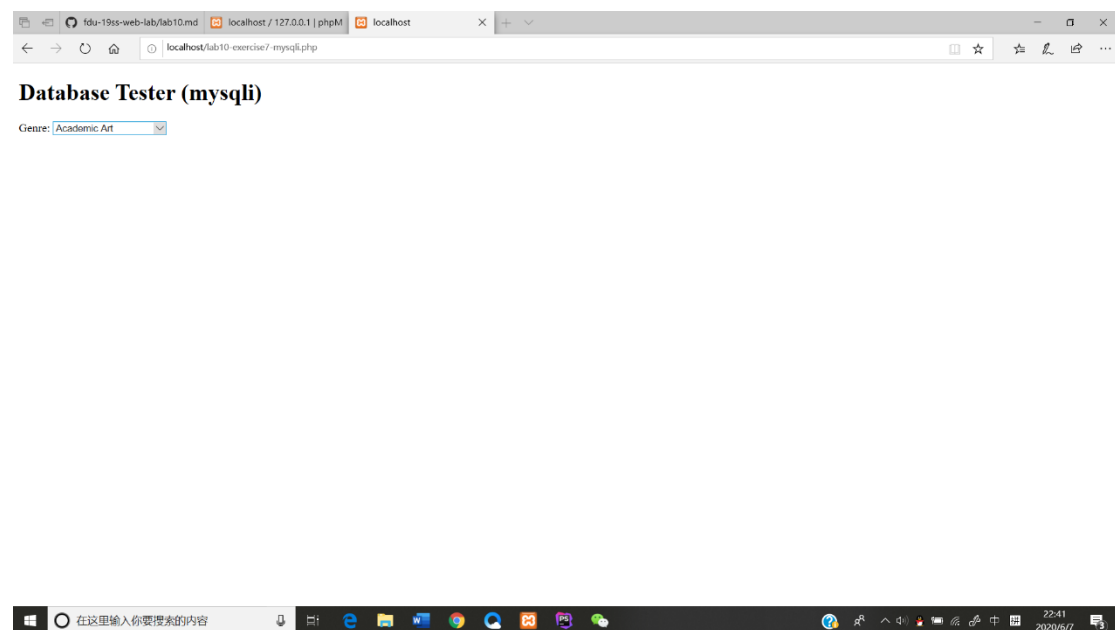 fdu-19ss-web-lab/lab10.md
localhost / 127.0.0.1 | phpM
localhost
localhost/lab10-exercise7-mysqli.php
Database Tester (mysqli)
Genre: Academic Art
在这里输入你要搜索的内容
中
22:41
2020/6/7